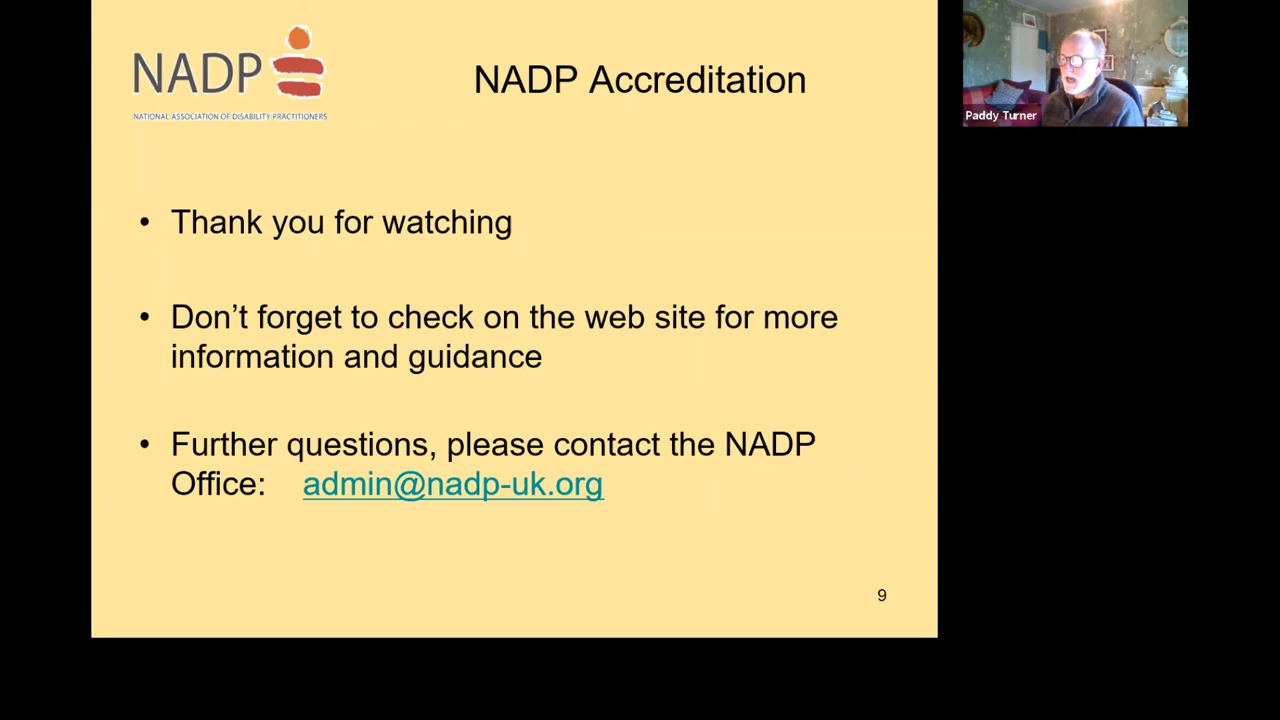 NADP
NATIONAL ASSOCIATION OF DISABILITY PRACTITIONERS
NADP Accreditation
Paddy Turner
• Thank you for watching
• Don’t forget to check on the web site for more
information and guidance
• Further questions, please contact the NADP
Office: admin@nadp-uk.org
9